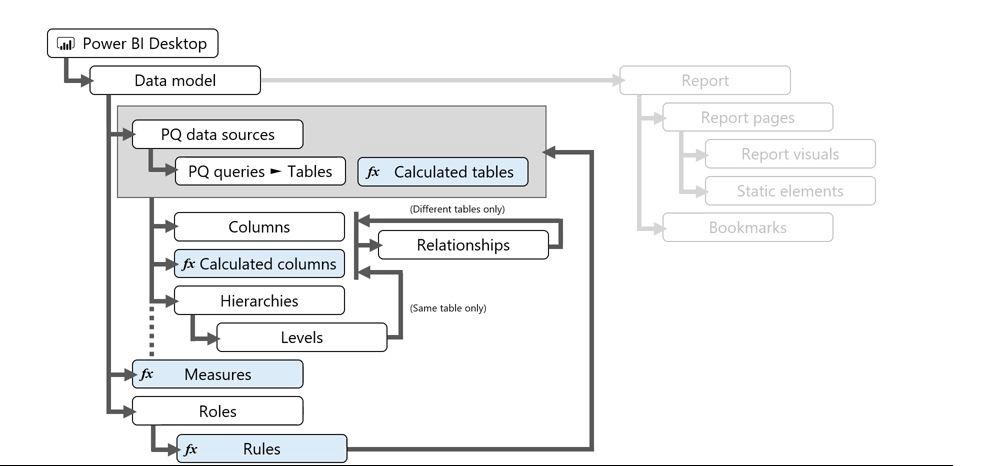 Power BI Desktop
Data model
Report
PQ data sources
Report pages
PQ queries ► Tables
fx Calculated tables
Report visuals
Static elements
Columns
(Different tables only)
Relationships
Bookmarks
fx Calculated columns
Hierarchies
(Same table only)
Levels
fx Measures
Roles
fx Rules